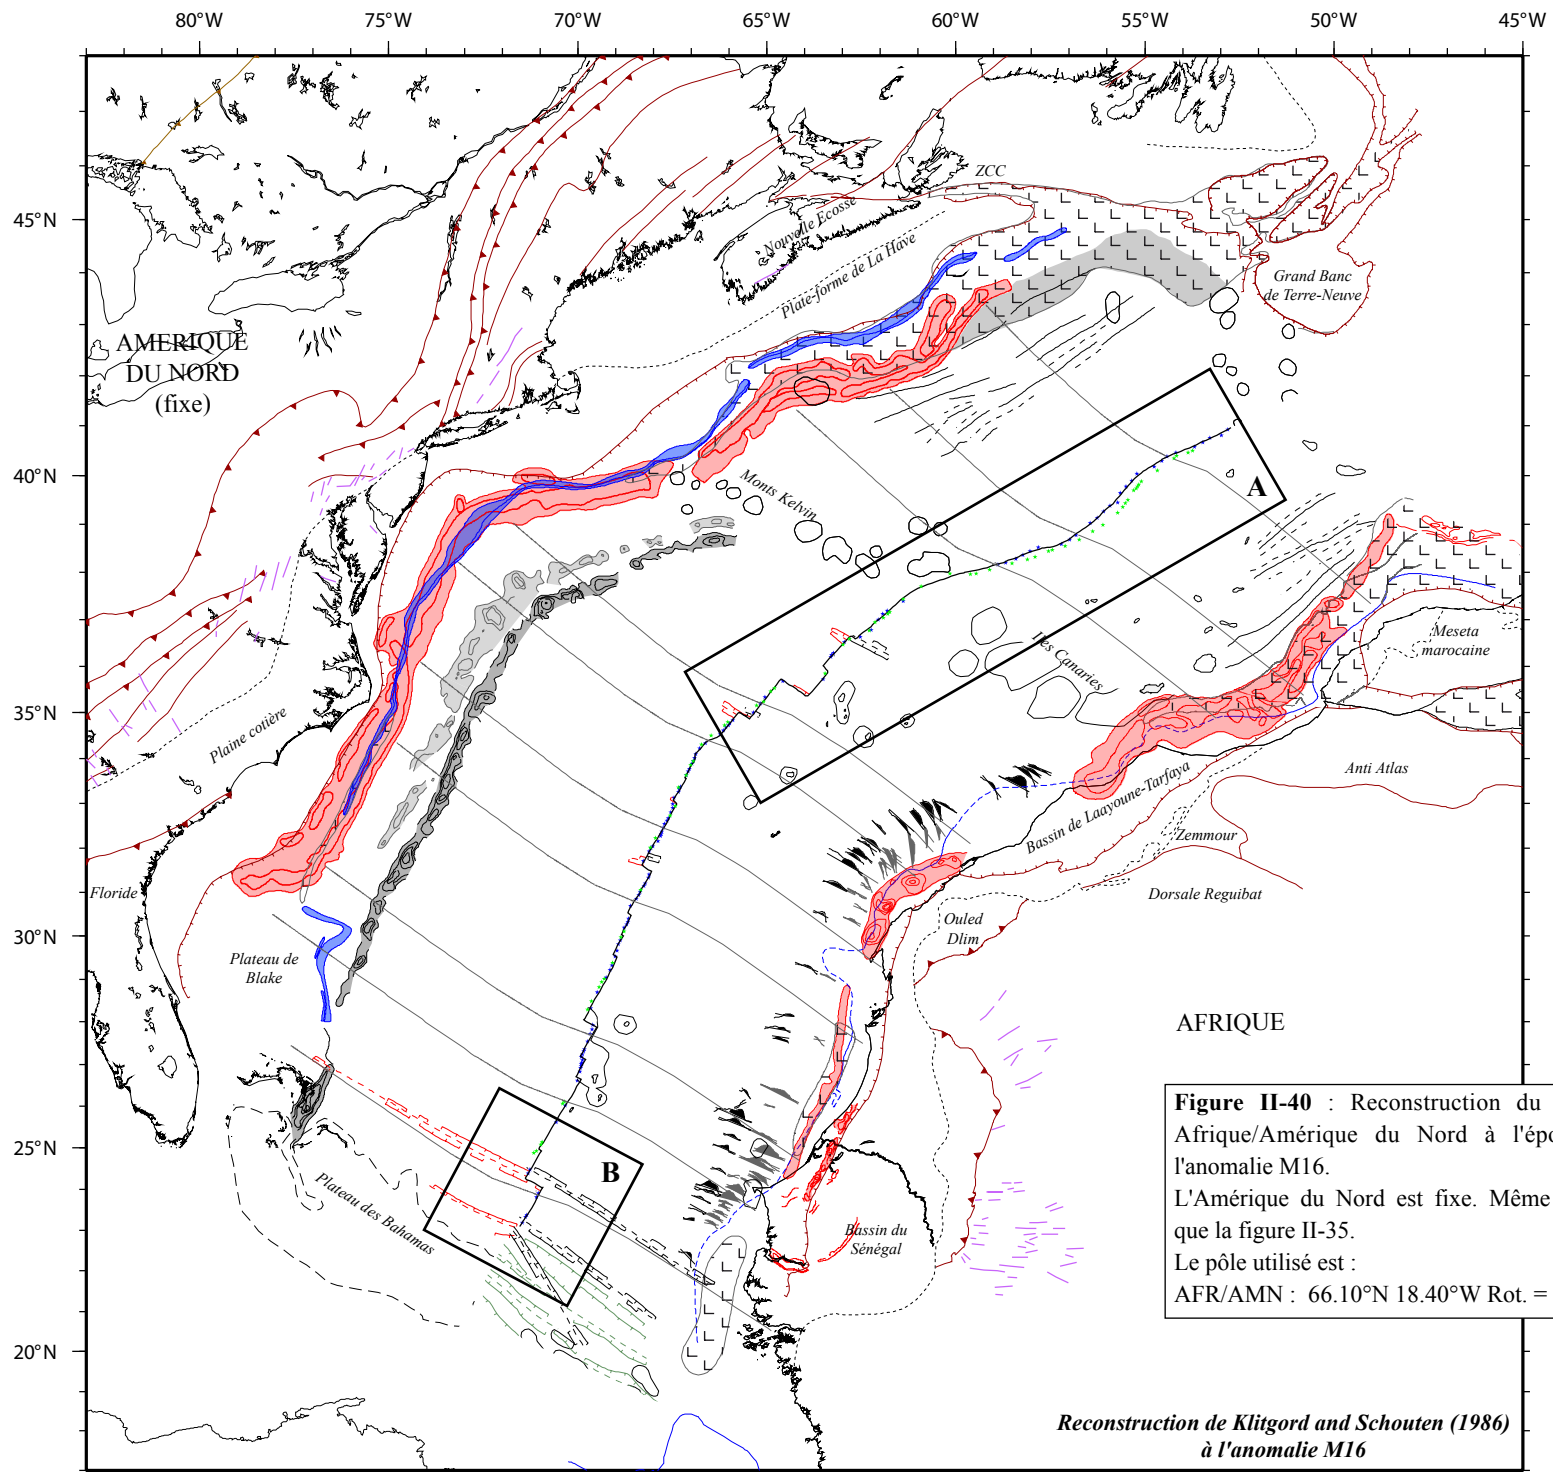 80°W 75°W 70°W 65°W 60°W 55°W 50°W 45°W
45°N
40°N
35°N
30°N
25°N
20°N
ZCC
Nouvelle Ecosse
Plate-forme de La Have
Grand Banc
de Terre-Neuve
AMERIQUE
DU NORD
(fixe)
Monts Kelvin
A
Iles Canaries
Meseta
marocaine
Plaine cotière
Anti Atlas
Bassin de Laayoune-Tarfaya
Zemmour
Floride
Dorsale Reguibat
Ouled
Dlim
Plateau de
Blake
AFRIQUE
B
Plateau des Bahamas
Bassin du
Sénégal
Figure II-40 : Reconstruction du
Afrique/Amérique du Nord à l'épo
l'anomalie M16.
L'Amérique du Nord est fixe. Même
que la figure II-35.
Le pôle utilisé est :
AFR/AMN : 66.10°N 18.40°W Rot. =
Reconstruction de Klitgord and Schouten (1986)
à l'anomalie M16